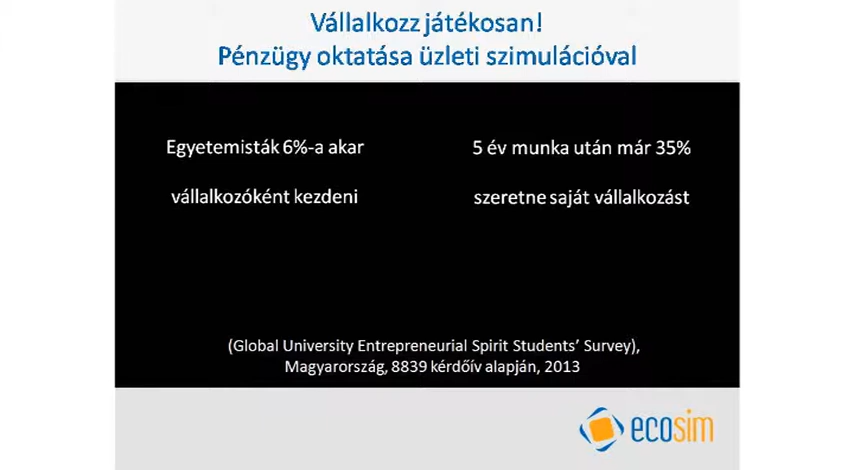 Vállalkozz játékosan!
Pénzügy oktatása üzleti szimulációval
Egyetemisták 6%-a akar
vállalkozóként kezdeni
5 év munka után már 35%
szeretne saját vállalkozást
(Global University Entrepreneurial Spirit Students’ Survey),
Magyarország, 8839 kérdőív alapján, 2013
ecosim